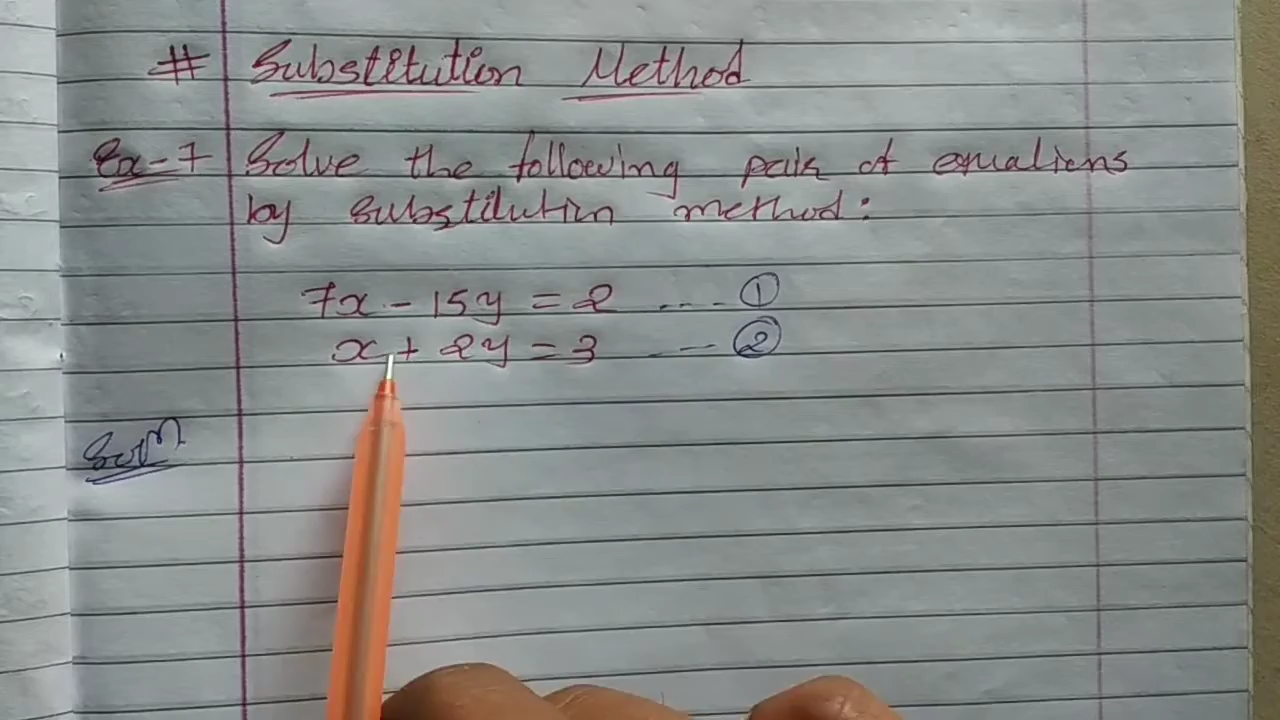 # Substitution Method
Ex-7 Solve the following pair of equations
by substitution method:
7x - 15y = 2 ---- ①
x + 2y = 3 --- ②
Solⁿ